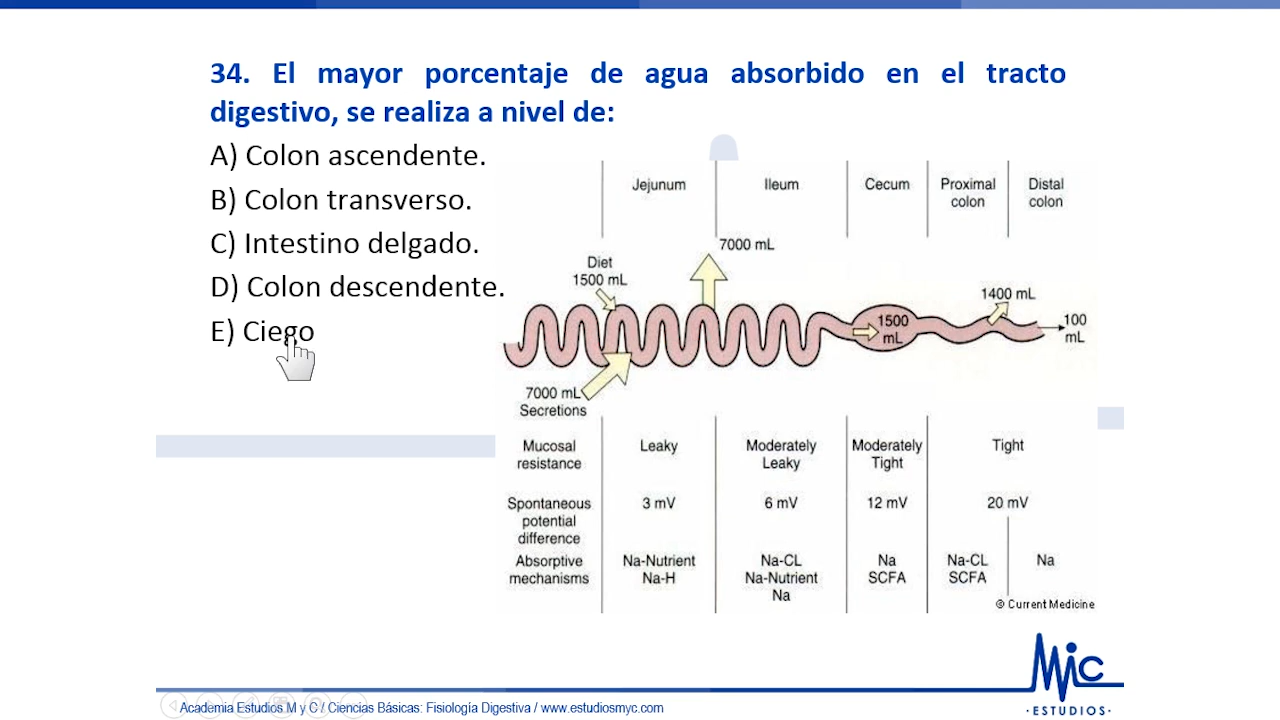 34. El mayor porcentaje de agua absorbido en el tracto
digestivo, se realiza a nivel de:
A) Colon ascendente.
B) Colon transverso.
C) Intestino delgado.
D) Colon descendente.
E) Ciego
Jejunum Ileum Cecum Proximal Distal
colon colon
7000 mL
Diet
1500 mL
1400 mL
1500
mL
100
mL
7000 mL
Secretions
Mucosal Leaky Moderately Moderately Tight
resistance Leaky Tight
Spontaneous 3 mV 6 mV 12 mV 20 mV
potential
difference
Absorptive Na-Nutrient Na-CL Na Na-CL Na
mechanisms Na-H Na-Nutrient SCFA SCFA
Na
© Current Medicine
MiC
·ESTUDIOS·
Academia Estudios M y C / Ciencias Básicas: Fisiología Digestiva / www.estudiosmyc.com